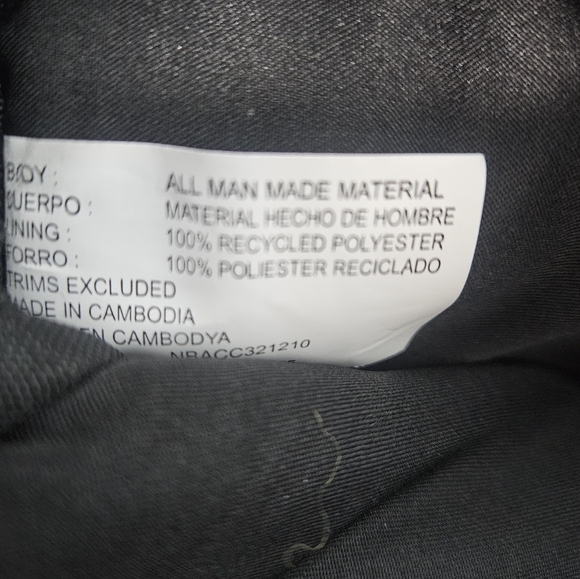 BODY : ALL MAN MADE MATERIAL
CUERPO : MATERIAL HECHO DE HOMBRE
LINING : 100% RECYCLED POLYESTER
FORRO : 100% POLIESTER RECICLADO
TRIMS EXCLUDED
MADE IN CAMBODIA
EN CAMBODYA
NBACC321210